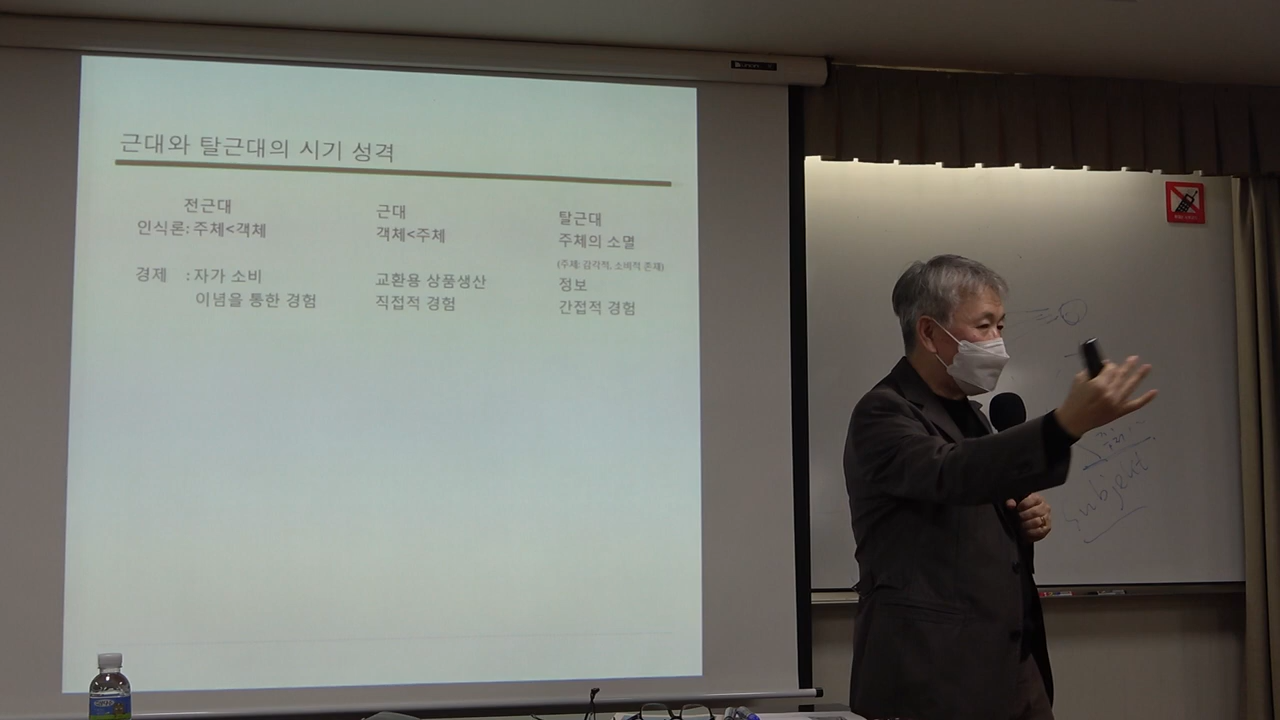 근대와 탈근대의 시기 성격
전근대 근대 탈근대
인식론: 주체<객체 객체<주체 주체의 소멸
(주체: 감각적, 소비적 존재)
경제 : 자가 소비 교환용 상품생산 정보
이념을 통한 경험 직접적 경험 간접적 경험
subject